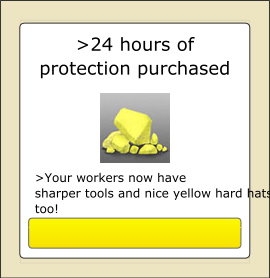 >24 hours of
protection purchased
>Your workers now have
sharper tools and nice yellow hard hats
too!